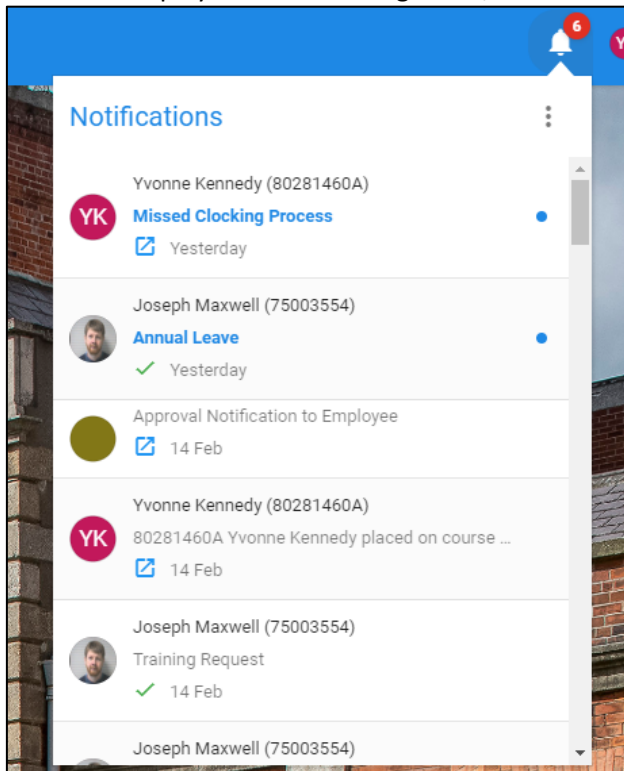 6
Notifications
Yvonne Kennedy (80281460A)
YK
Missed Clocking Process
Yesterday
Joseph Maxwell (75003554)
Annual Leave
Yesterday
Approval Notification to Employee
14 Feb
Yvonne Kennedy (80281460A)
YK
80281460A Yvonne Kennedy placed on course ...
14 Feb
Joseph Maxwell (75003554)
Training Request
14 Feb
Joseph Maxwell (75003554)